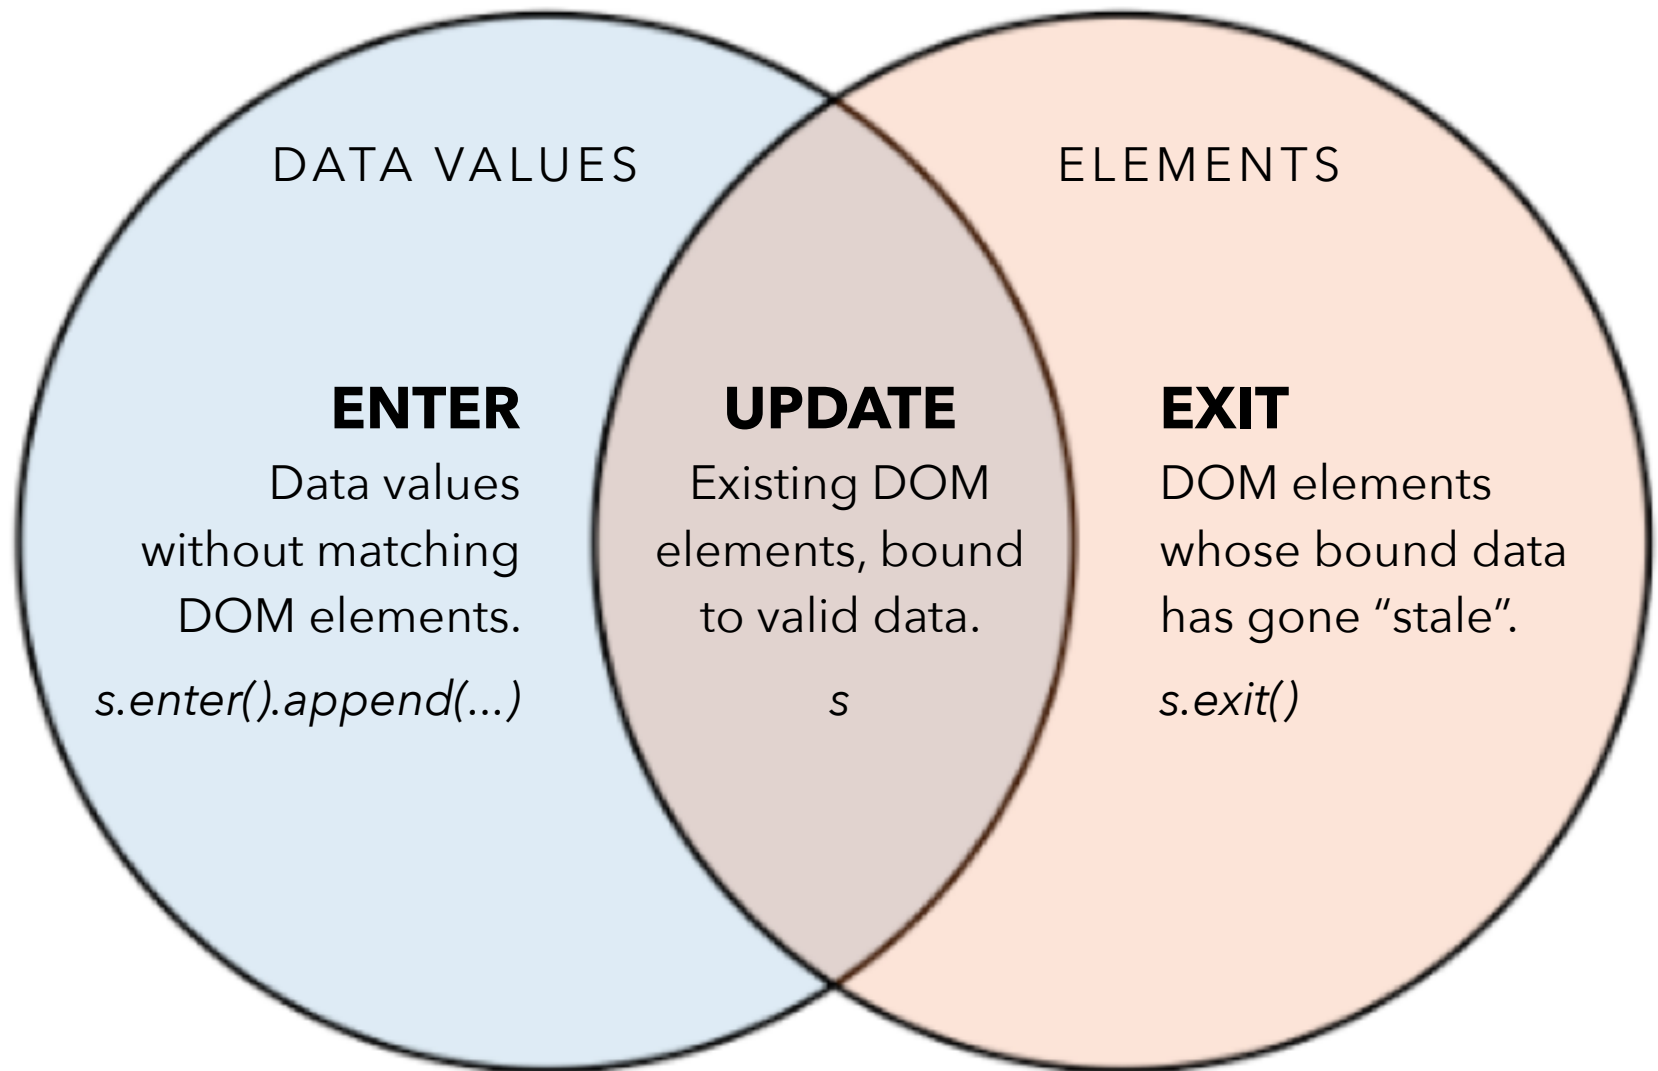 DATA VALUES
ELEMENTS
ENTER
Data values
without matching
DOM elements.
s.enter().append(...)
UPDATE
Existing DOM
elements, bound
to valid data.
s
EXIT
DOM elements
whose bound data
has gone “stale”.
s.exit()